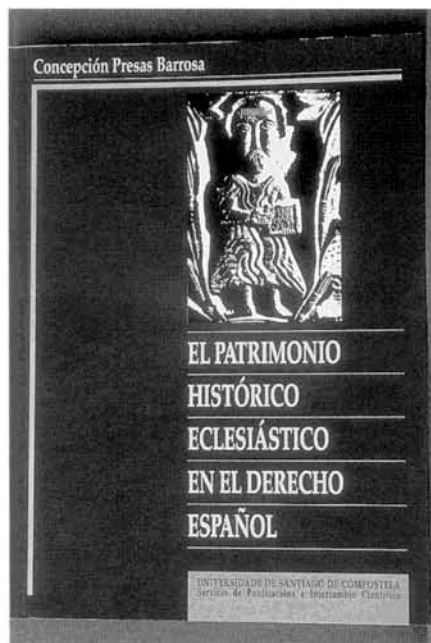 Concepción Presas Barrosa
EL PATRIMONIO
HISTÓRICO
ECLESIÁSTICO
EN EL DERECHO
ESPAÑOL
UNIVERSIDADE DE SANTIAGO DE COMPOSTELA
Servicio de Publicacións e Intercambio Científico